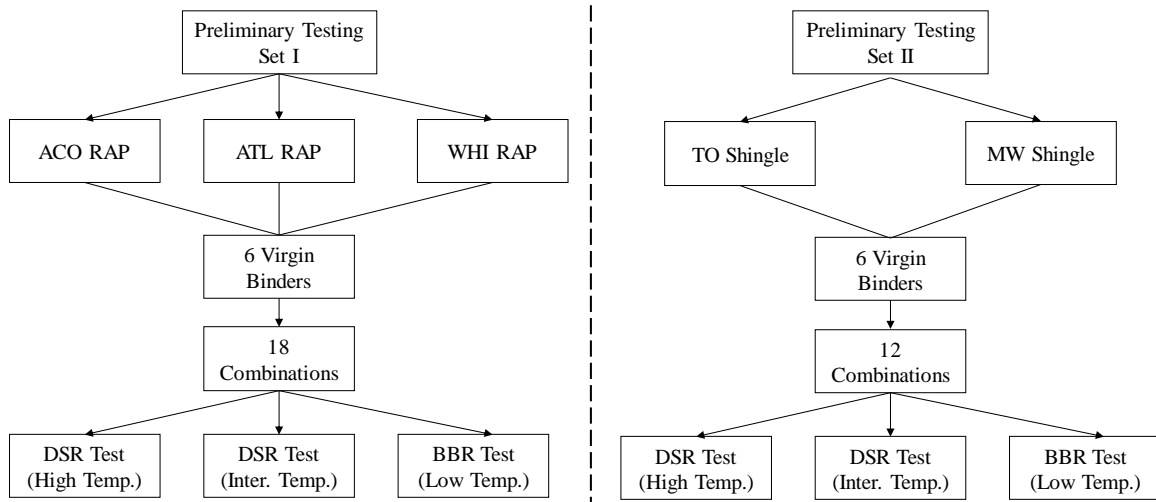 Preliminary Testing
Set I
ACO RAP
ATL RAP
WHI RAP
6 Virgin
Binders
18
Combinations
DSR Test
(High Temp.)
DSR Test
(Inter. Temp.)
BBR Test
(Low Temp.)
Preliminary Testing
Set II
TO Shingle
MW Shingle
6 Virgin
Binders
12
Combinations
DSR Test
(High Temp.)
DSR Test
(Inter. Temp.)
BBR Test
(Low Temp.)